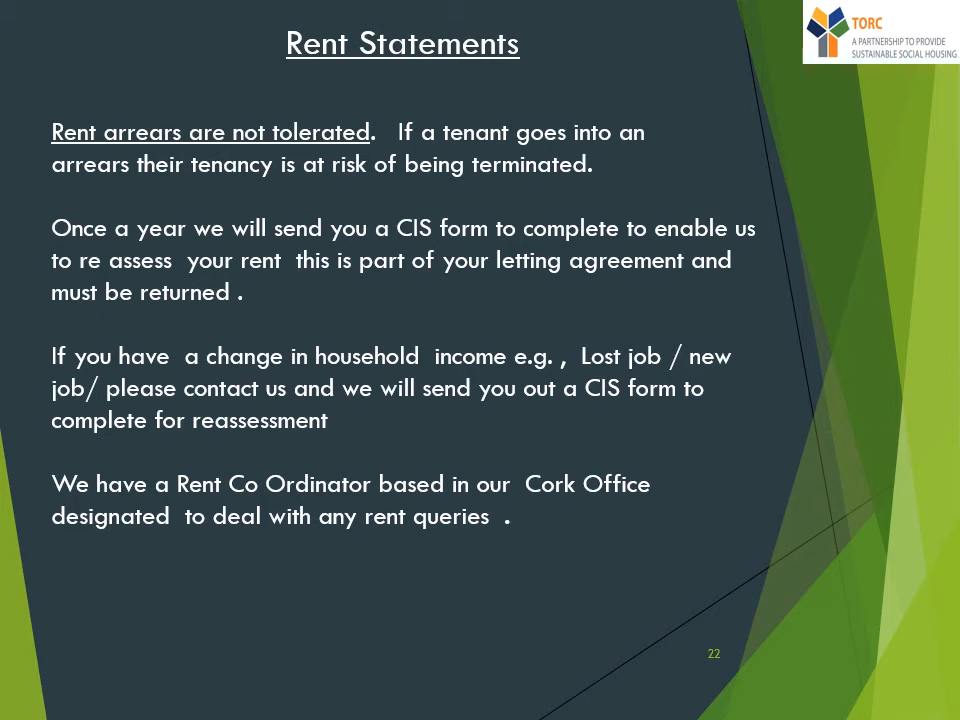 Rent Statements
TORC
A PARTNERSHIP TO PROVIDE
SUSTAINABLE SOCIAL HOUSING
Rent arrears are not tolerated.   If a tenant goes into an
arrears their tenancy is at risk of being terminated.
Once a year we will send you a CIS form to complete to enable us
to re assess  your rent  this is part of your letting agreement and
must be returned .
If you have  a change in household  income e.g. ,  Lost job / new
job/ please contact us and we will send you out a CIS form to
complete for reassessment
We have a Rent Co Ordinator based in our  Cork Office
designated  to deal with any rent queries  .
22